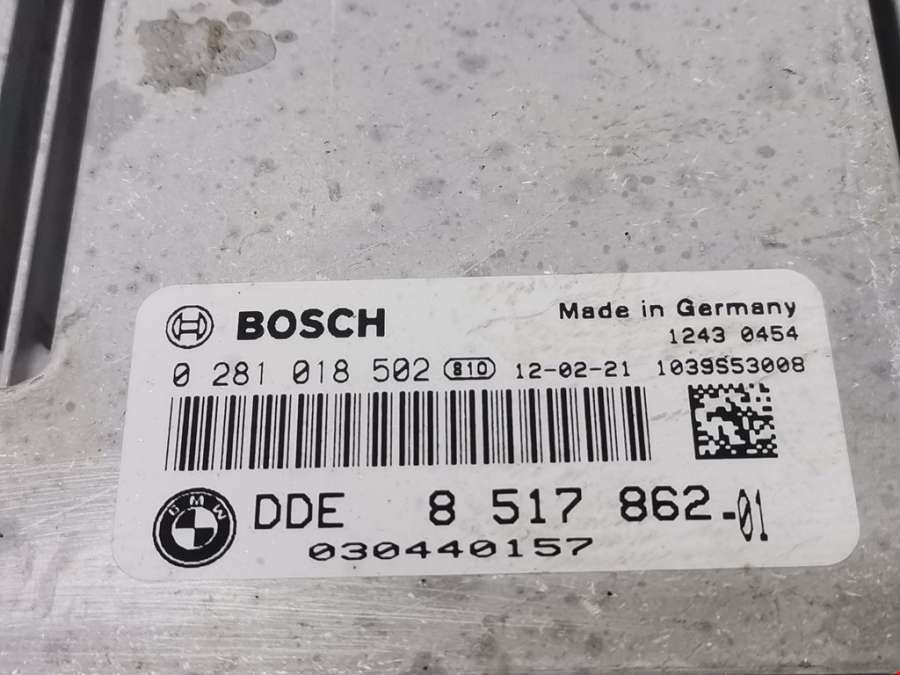 BOSCH
Made in Germany
1243 0454
0 281 018 502 810 12-02-21 1039S53008
BMW
DDE 8 517 862-01
030440157